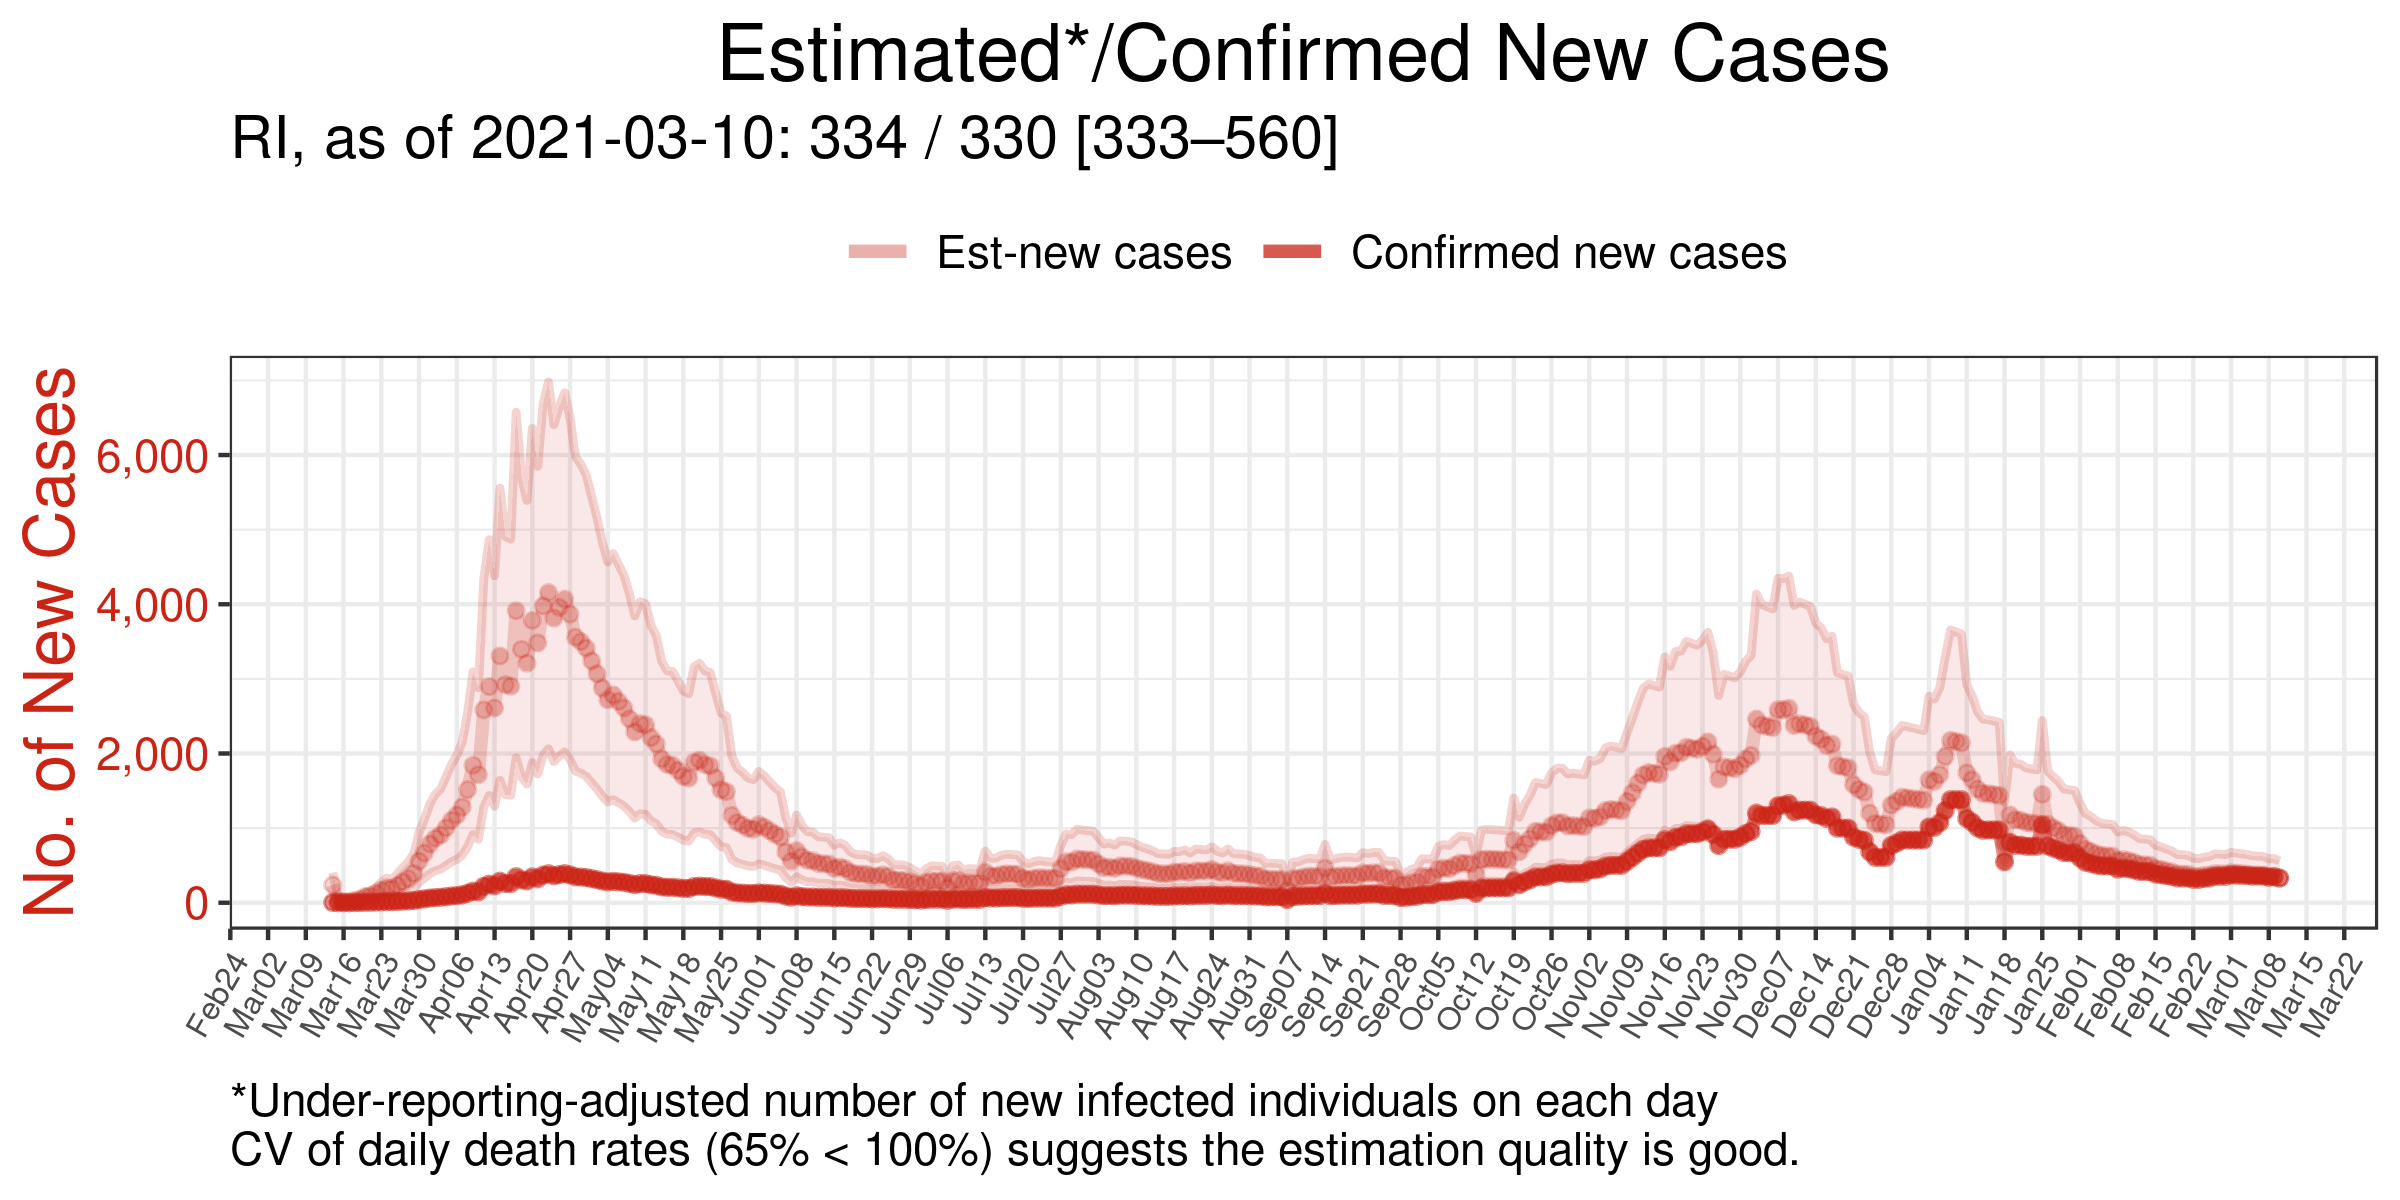 Estimated*/Confirmed New Cases
RI, as of 2021-03-10: 334 / 330 [333–560]
Est-new cases
Confirmed new cases
No. of New Cases
6,000
4,000
2,000
0
Feb24
Mar02
Mar09
Mar16
Mar23
Mar30
Apr06
Apr13
Apr20
Apr27
May04
May11
May18
May25
Jun01
Jun08
Jun15
Jun22
Jun29
Jul06
Jul13
Jul20
Jul27
Aug03
Aug10
Aug17
Aug24
Aug31
Sep07
Sep14
Sep21
Sep28
Oct05
Oct12
Oct19
Oct26
Nov02
Nov09
Nov16
Nov23
Nov30
Dec07
Dec14
Dec21
Dec28
Jan04
Jan11
Jan18
Jan25
Feb01
Feb08
Feb15
Feb22
Mar01
Mar08
Mar15
Mar22
*Under-reporting-adjusted number of new infected individuals on each day
CV of daily death rates (65% < 100%) suggests the estimation quality is good.